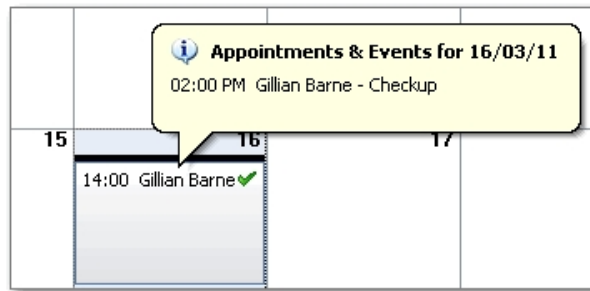 Appointments & Events for 16/03/11
02:00 PM Gillian Barne - Checkup
15 16 17
14:00 Gillian Barne